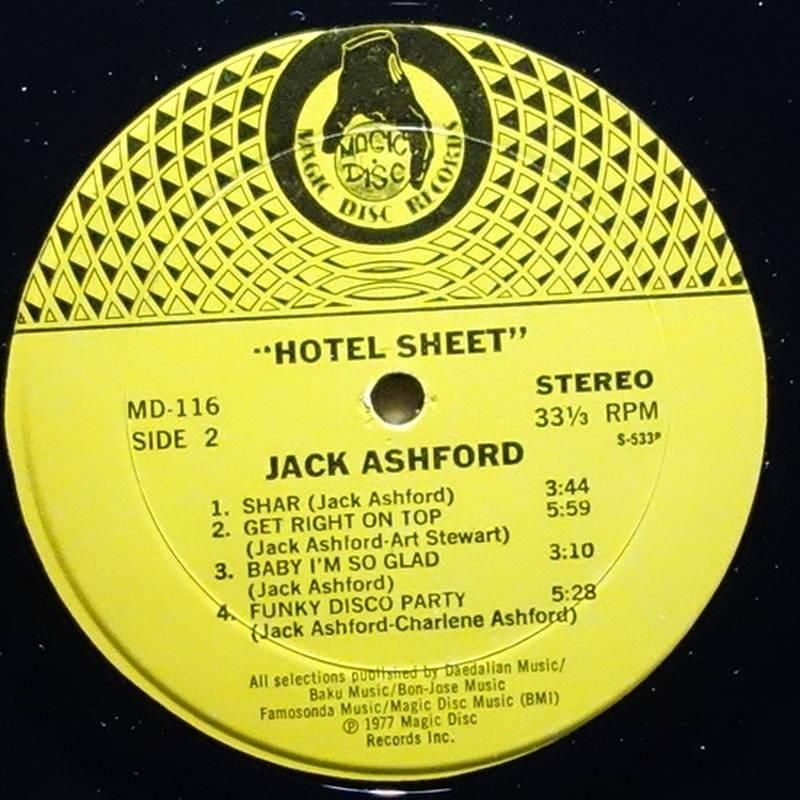 MAGIC
DISC
MAGIC DISC RECORDS
"HOTEL SHEET"
MD-116
SIDE 2
STEREO
33⅓ RPM
S-533P
JACK ASHFORD
1. SHAR (Jack Ashford) 3:44
2. GET RIGHT ON TOP 5:59
(Jack Ashford-Art Stewart)
3. BABY I'M SO GLAD 3:10
(Jack Ashford)
4. FUNKY DISCO PARTY 5:28
(Jack Ashford-Charlene Ashford)
All selections published by Daedalian Music/
Baku Music/Bon-Jose Music
Famosonda Music/Magic Disc Music (BMI)
℗ 1977 Magic Disc
Records Inc.